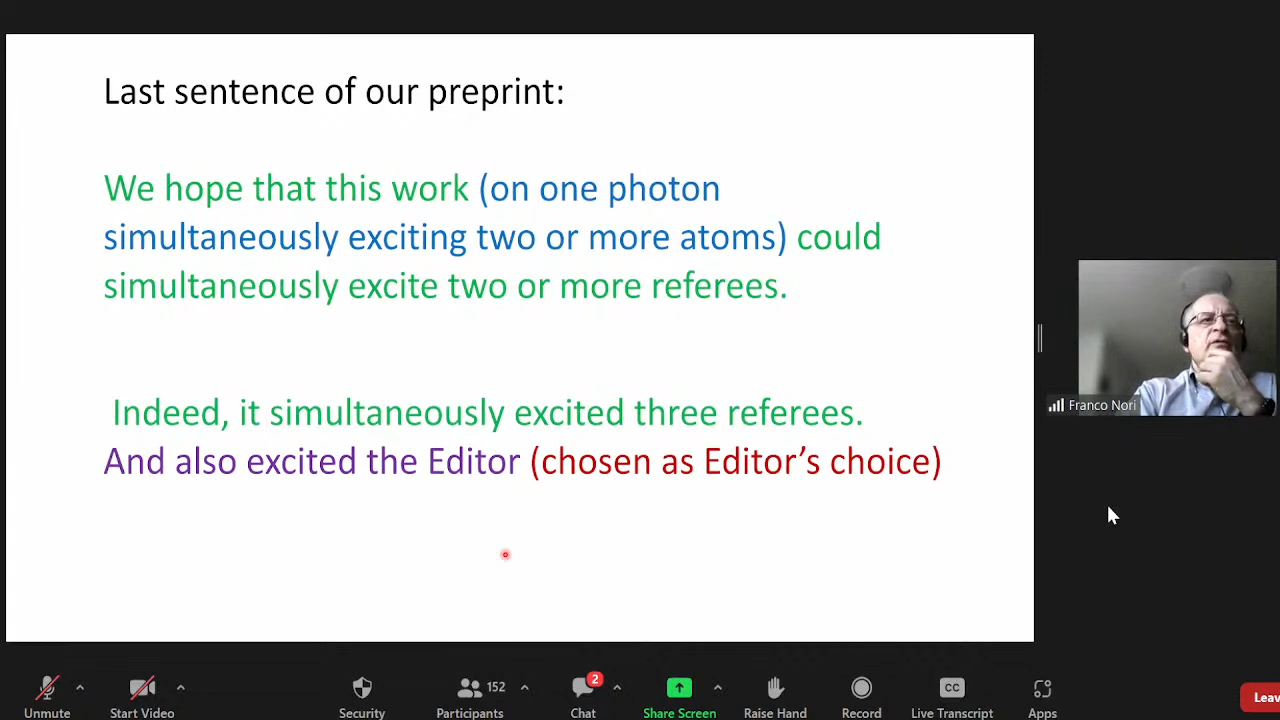 Last sentence of our preprint:
We hope that this work (on one photon
simultaneously exciting two or more atoms) could
simultaneously excite two or more referees.
Indeed, it simultaneously excited three referees.
And also excited the Editor (chosen as Editor’s choice)
Franco Nori
152
2
CC
Unmute
Start Video
Security
Participants
Chat
Share Screen
Raise Hand
Record
Live Transcript
Apps
Leav